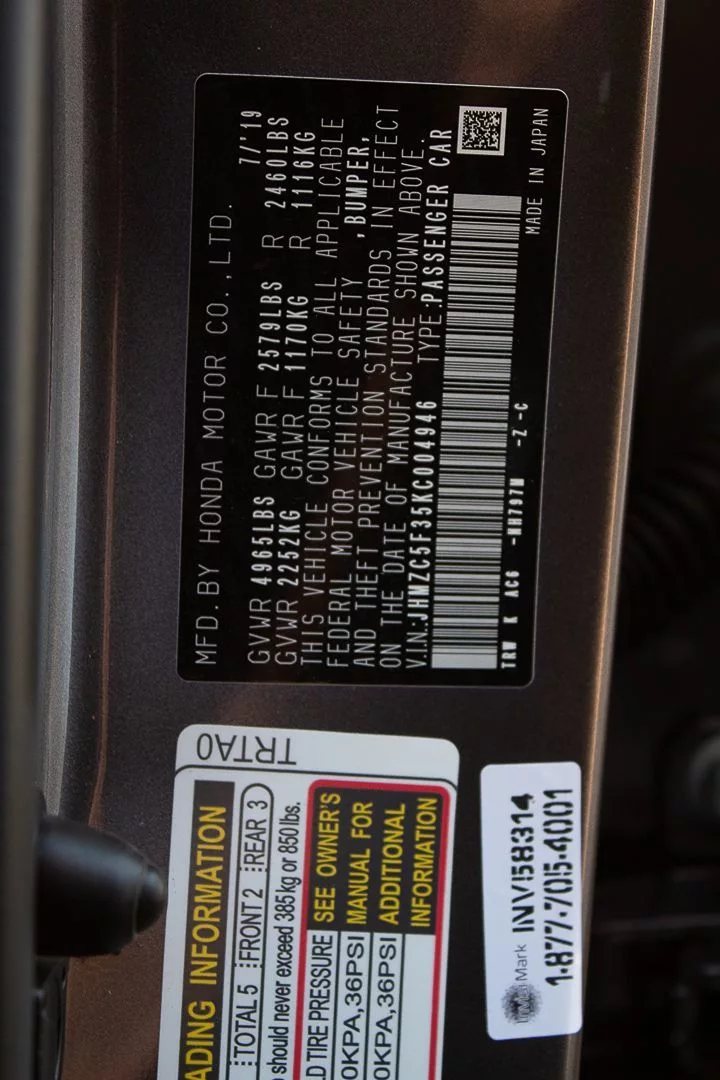 MFD.BY HONDA MOTOR CO.,LTD. 7/'19
GVWR 4965LBS GAWR F 2579LBS R 2460LBS
GVWR 2252KG GAWR F 1170KG R 1116KG
THIS VEHICLE CONFORMS TO ALL APPLICABLE
FEDERAL MOTOR VEHICLE SAFETY ,BUMPER,
AND THEFT PREVENTION STANDARDS IN EFFECT
ON THE DATE OF MANUFACTURE SHOWN ABOVE.
V.I.N.:JHMZC5F35KC004946 TYPE:PASSENGER CAR
TRW K AC6 -NH797M -Z -C
MADE IN JAPAN
TRTA0
ADING INFORMATION
TOTAL 5 FRONT 2 REAR 3
should never exceed 385 kg or 850 lbs.
D TIRE PRESSURE
0KPA,36PSI
0KPA,36PSI
SEE OWNER'S
MANUAL FOR
ADDITIONAL
INFORMATION
Mark INV!58314
1-877-705-4001